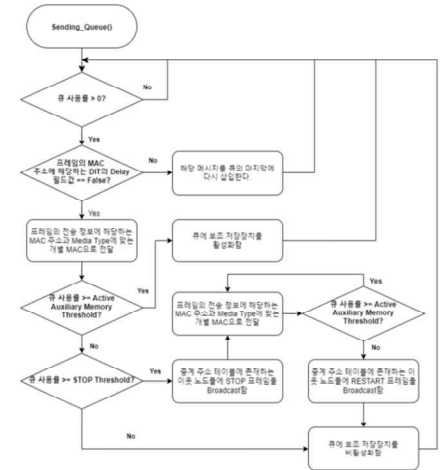 Sending_Queue()
큐 사용률 > 0?
No
Yes
프레임의 MAC
주소에 해당하는 DIT의 Delay
필드값 == False?
No
해당 메시지를 큐의 마지막에
다시 삽입한다.
Yes
프레임의 전송 정보에 해당하는
MAC 주소과 Media Type에 맞는
개별 MAC으로 전달
큐에 보조 저장장치를
활성화함
Yes
큐 사용률 >= Active
Auxiliary Memory
Threshold?
Yes
프레임의 전송 정보에 해당하는
MAC 주소과 Media Type에 맞는
개별 MAC으로 전달
큐 사용률 >= Active
Auxiliary Memory
Threshold?
No
No
큐 사용률 >= STOP Threshold?
Yes
중계 주소 테이블에 존재하는
이웃 노드들에 STOP 프레임을
Broadcast함
중계 주소 테이블에 존재하는 이
웃 노드들에 RESTART 프레임을
Broadcast함
No
큐에 보조 저장장치를
비활성화함